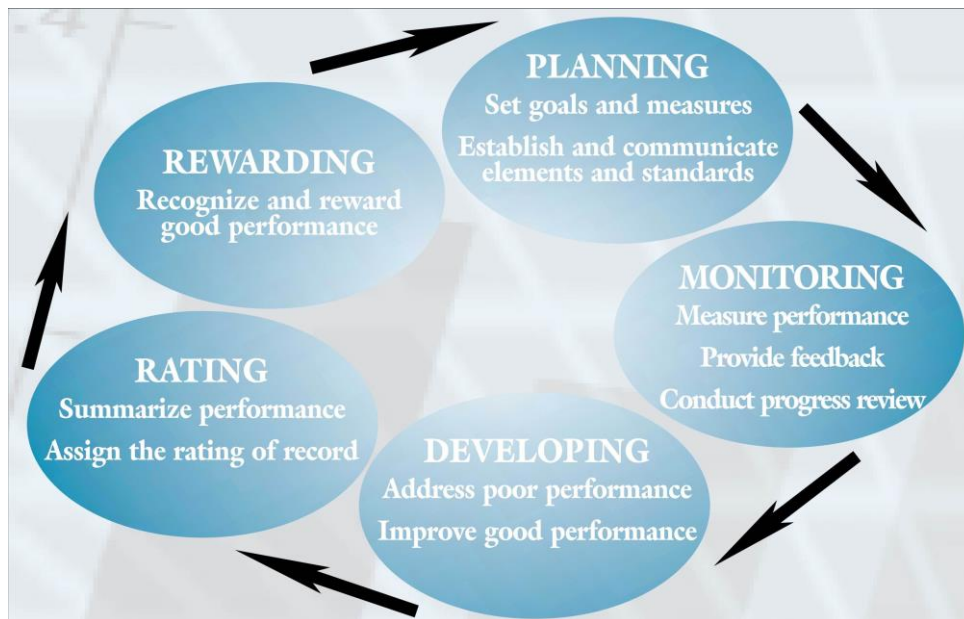 .4
PLANNING
Set goals and measures
Establish and communicate
elements and standards
MONITORING
Measure performance
Provide feedback
Conduct progress review
DEVELOPING
Address poor performance
Improve good performance
RATING
Summarize performance
Assign the rating of record
REWARDING
Recognize and reward
good performance